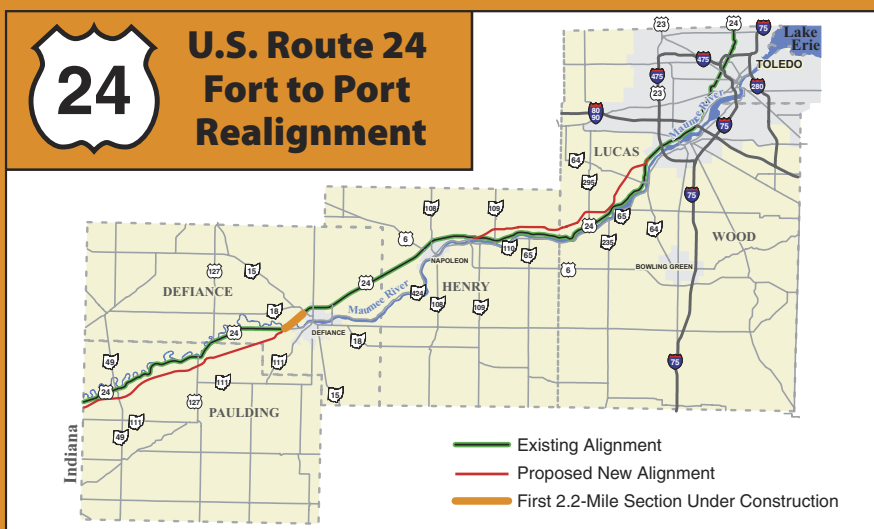 24
U.S. Route 24
Fort to Port
Realignment
23
24
75
Lake
Erie
475
TOLEDO
475
280
23
80
90
Maumee River
75
LUCAS
64
295
75
108
109
65
24
64
WOOD
235
6
110
65
NAPOLEON
6
BOWLING GREEN
127
15
24
HENRY
DEFIANCE
Maumee River
424
108
109
18
24
DEFIANCE
18
49
111
75
24
111
127
15
PAULDING
111
49
Indiana
Existing Alignment
Proposed New Alignment
First 2.2-Mile Section Under Construction